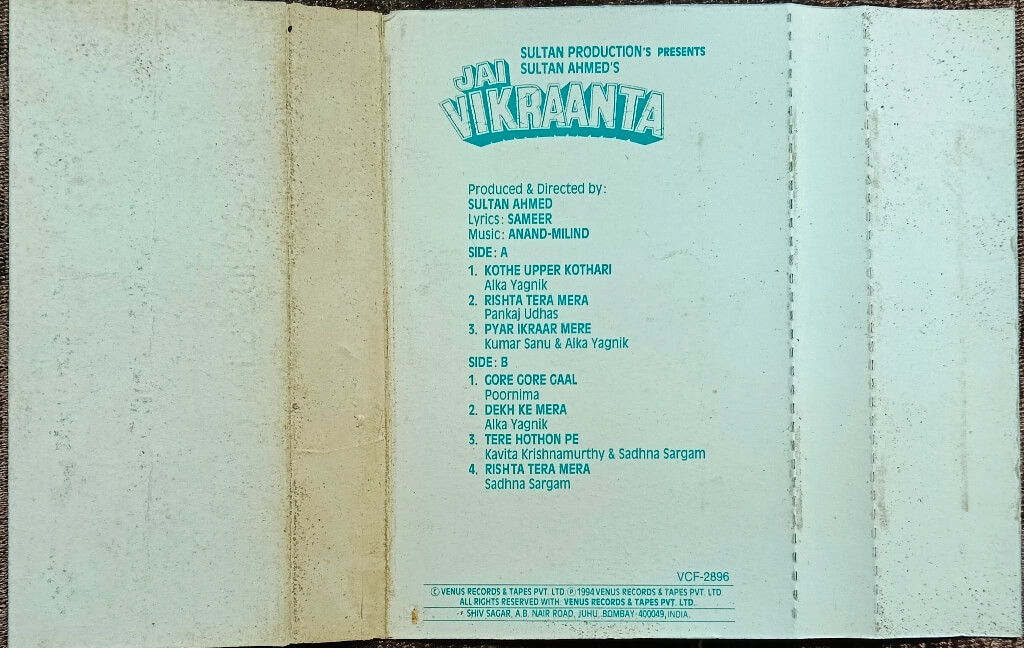 SULTAN PRODUCTION'S PRESENTS
SULTAN AHMED'S
JAI
VIKRAANTA
Produced & Directed by:
SULTAN AHMED
Lyrics: SAMEER
Music: ANAND-MILIND
SIDE: A
1. KOTHE UPPER KOTHARI
Alka Yagnik
2. RISHTA TERA MERA
Pankaj Udhas
3. PYAR IKRAAR MERE
Kumar Sanu & Alka Yagnik
SIDE: B
1. GORE GORE GAAL
Poornima
2. DEKH KE MERA
Alka Yagnik
3. TERE HOTHON PE
Kavita Krishnamurthy & Sadhna Sargam
4. RISHTA TERA MERA
Sadhna Sargam
VCF-2896
Ⓒ VENUS RECORDS & TAPES PVT. LTD Ⓟ 1994 VENUS RECORDS & TAPES PVT. LTD.
ALL RIGHTS RESERVED WITH. VENUS RECORDS & TAPES PVT. LTD.
SHIV SAGAR, A.B. NAIR ROAD, JUHU, BOMBAY-400049, INDIA.